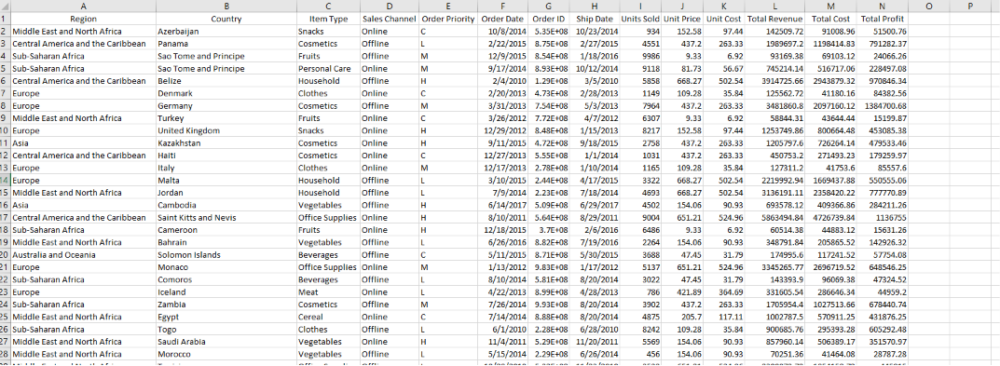 A B C D E F G H I J K L M N O P
1 Region Country Item Type Sales Channel Order Priority Order Date Order ID Ship Date Units Sold Unit Price Unit Cost Total Revenue Total Cost Total Profit
2 Middle East and North Africa Azerbaijan Snacks Online C 10/8/2014 5.35E+08 10/23/2014 934 152.58 97.44 142509.72 91008.96 51500.76
3 Central America and the Caribbean Panama Cosmetics Offline L 2/22/2015 8.75E+08 2/27/2015 4551 437.2 263.33 1989697.2 1198414.83 791282.37
4 Sub-Saharan Africa Sao Tome and Principe Fruits Offline M 12/9/2015 8.54E+08 1/18/2016 9986 9.33 6.92 93169.38 69103.12 24066.26
5 Sub-Saharan Africa Sao Tome and Principe Personal Care Online M 9/17/2014 8.93E+08 10/12/2014 9118 81.73 56.67 745214.14 516717.06 228497.08
6 Central America and the Caribbean Belize Household Offline H 2/4/2010 1.29E+08 3/5/2010 5858 668.27 502.54 3914725.66 2943879.32 970846.34
7 Europe Denmark Clothes Online C 2/20/2013 4.73E+08 2/28/2013 1149 109.28 35.84 125562.72 41180.16 84382.56
8 Europe Germany Cosmetics Offline M 3/31/2013 7.54E+08 5/3/2013 7964 437.2 263.33 3481860.8 2097160.12 1384700.68
9 Middle East and North Africa Turkey Fruits Online C 3/26/2012 7.72E+08 4/7/2012 6307 9.33 6.92 58844.31 43644.44 15199.87
10 Europe United Kingdom Snacks Online H 12/29/2012 8.48E+08 1/15/2013 8217 152.58 97.44 1253749.86 800664.48 453085.38
11 Asia Kazakhstan Cosmetics Online H 9/11/2015 4.72E+08 9/18/2015 2758 437.2 263.33 1205797.6 726264.14 479533.46
12 Central America and the Caribbean Haiti Cosmetics Online C 12/27/2013 5.55E+08 1/1/2014 1031 437.2 263.33 450753.2 271493.23 179259.97
13 Europe Italy Clothes Online M 12/17/2013 2.78E+08 1/10/2014 1165 109.28 35.84 127311.2 41753.6 85557.6
14 Europe Malta Household Offline L 3/10/2015 2.44E+08 4/17/2015 3322 668.27 502.54 2219992.94 1669437.88 550555.06
15 Middle East and North Africa Jordan Household Offline L 7/9/2014 2.23E+08 7/18/2014 4693 668.27 502.54 3136191.11 2358420.22 777770.89
16 Asia Cambodia Vegetables Offline H 6/14/2017 5.09E+08 6/29/2017 4502 154.06 90.93 693578.12 409366.86 284211.26
17 Central America and the Caribbean Saint Kitts and Nevis Office Supplies Online H 8/10/2011 5.64E+08 8/29/2011 9004 651.21 524.96 5863494.84 4726739.84 1136755
18 Sub-Saharan Africa Cameroon Fruits Offline H 12/18/2015 3.7E+08 2/6/2016 6486 9.33 6.92 60514.38 44883.12 15631.26
19 Middle East and North Africa Bahrain Vegetables Offline L 6/26/2016 8.82E+08 7/19/2016 2264 154.06 90.93 348791.84 205865.52 142926.32
20 Australia and Oceania Solomon Islands Beverages Offline C 5/11/2015 8.71E+08 5/30/2015 3688 47.45 31.79 174995.6 117241.52 57754.08
21 Europe Monaco Office Supplies Online M 1/13/2012 9.83E+08 1/17/2012 5137 651.21 524.96 3345265.77 2696719.52 648546.25
22 Sub-Saharan Africa Comoros Beverages Offline L 8/10/2014 5.81E+08 8/20/2014 3022 47.45 31.79 143393.9 96069.38 47324.52
23 Europe Iceland Meat Online L 4/22/2013 8.99E+08 4/28/2013 786 421.89 364.69 331605.54 286646.34 44959.2
24 Sub-Saharan Africa Zambia Cosmetics Offline M 7/26/2014 9.93E+08 8/20/2014 3902 437.2 263.33 1705954.4 1027513.66 678440.74
25 Middle East and North Africa Egypt Cereal Online C 7/14/2014 8.88E+08 8/20/2014 4875 205.7 117.11 1002787.5 570911.25 431876.25
26 Sub-Saharan Africa Togo Clothes Offline L 6/1/2010 2.28E+08 6/28/2010 8242 109.28 35.84 900685.76 295393.28 605292.48
27 Middle East and North Africa Saudi Arabia Vegetables Online H 11/4/2011 5.29E+08 11/20/2011 5569 154.06 90.93 857960.14 506389.17 351570.97
28 Middle East and North Africa Morocco Vegetables Offline L 5/15/2014 2.29E+08 6/26/2014 456 154.06 90.93 70251.36 41464.08 28787.28